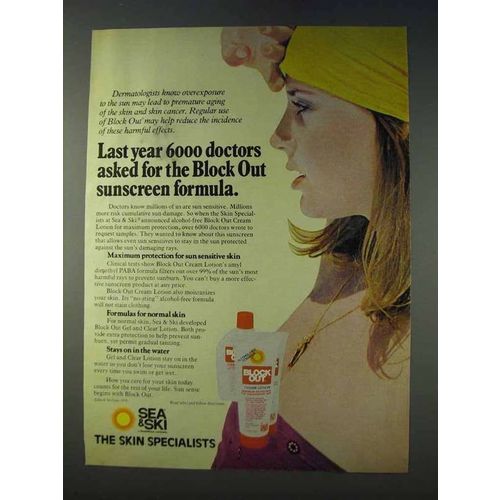 Dermatologists know overexposure
to the sun may lead to premature aging
of the skin and skin cancer. Regular use
of Block Out may help reduce the incidence
of these harmful effects.
Last year 6000 doctors
asked for the Block Out
sunscreen formula.
Doctors know millions of us are sun sensitive. Millions
more risk cumulative sun damage. So when the Skin Special-
ists at Sea & Ski announced alcohol-free Block Out Cream
Lotion for maximum protection, over 6000 doctors wrote to
request samples. They wanted to know about this sunscreen
that allows even sun sensitives to stay in the sun protected
against the sun's damaging rays.
Maximum protection for sun sensitive skin
Clinical tests show Block Out Cream Lotion's amyl
dimethyl PABA formula filters out over 99% of the sun's most
harmful rays to prevent sunburn. You can't buy a more effec-
tive sunscreen product at any price.
Block Out Cream Lotion also moisturizes
your skin. Its "no sting" alcohol-free formula
will not stain clothing.
Formulas for normal skin
For normal skin, Sea & Ski developed
Block Out Gel and Clear Lotion. Both pro-
vide extra protection to help prevent sun-
burn, yet permit gradual tanning.
Stays on in the water
Gel and Clear Lotion stay on in the
water so you don't lose your sunscreen
every time you swim or get wet.
How you care for your skin today
counts for the rest of your life. Sun sense
begins with Block Out.
Read label and follow directions.
SEA
& SKI
THE SKIN SPECIALISTS
BLOCK
OUT